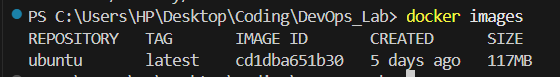 PS C:\Users\HP\Desktop\Coding\DevOps_Lab> docker images
REPOSITORY TAG IMAGE ID CREATED SIZE
ubuntu latest cd1dba651b30 5 days ago 117MB